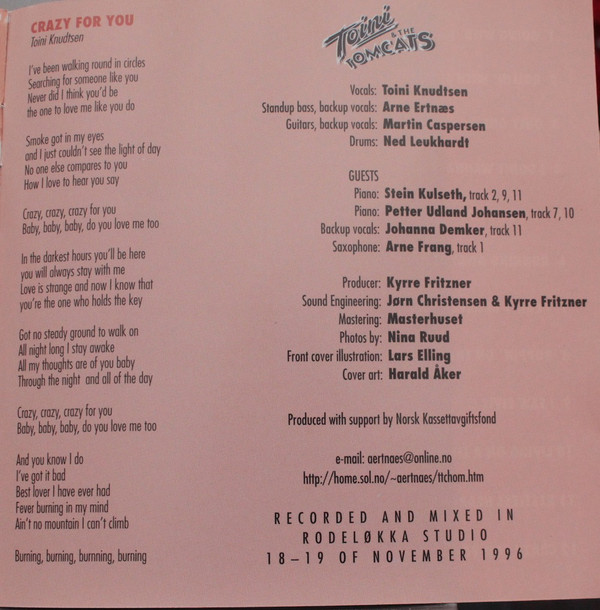 CRAZY FOR YOU
Toini Knudtsen
I've been walking round in circles
Searching for someone like you
Never did I think you'd be
the one to love me like you do
Smoke got in my eyes
and I just couldn't see the light of day
No one else compares to you
How I love to hear you say
Crazy, crazy, crazy for you
Baby, baby, baby, do you love me too
In the darkest hours you'll be here
you will always stay with me
Love is strange and now I know that
you're the one who holds the key
Got no steady ground to walk on
All night long I stay awake
All my thoughts are of you baby
Through the night and all of the day
Crazy, crazy, crazy for you
Baby, baby, baby, do you love me too
And you know I do
I've got it bad
Best lover I have ever had
Fever burning in my mind
Ain't no mountain I can't climb
Burning, burning, burnning, burning
Toini
& THE
TOMCATS
Vocals: Toini Knudtsen
Standup bass, backup vocals: Arne Ertnæs
Guitars, backup vocals: Martin Caspersen
Drums: Ned Leukhardt
GUESTS
Piano: Stein Kulseth, track 2, 9, 11
Piano: Petter Udland Johansen, track 7, 10
Backup vocals: Johanna Demker, track 11
Saxophone: Arne Frang, track 1
Producer: Kyrre Fritzner
Sound Engineering: Jørn Christensen & Kyrre Fritzner
Mastering: Masterhuset
Photos by: Nina Ruud
Front cover illustration: Lars Elling
Cover art: Harald Åker
Produced with support by Norsk Kassettavgiftsfond
e-mail: aertnaes@online.no
http://home.sol.no/~aertnaes/ttchom.htm
RECORDED AND MIXED IN
RODELØKKA STUDIO
18–19 OF NOVEMBER 1996